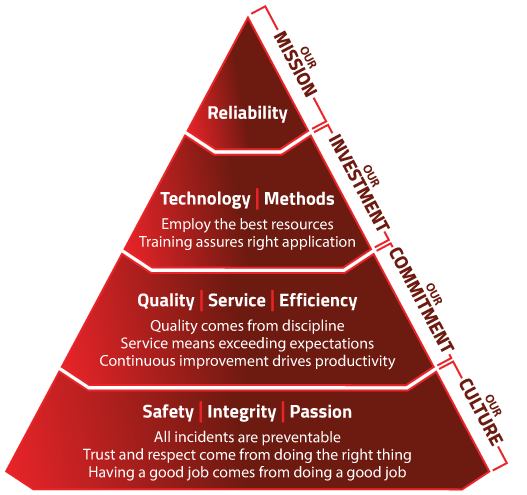 OUR
MISSION
Reliability
OUR
INVESTMENT
Technology | Methods
Employ the best resources
Training assures right application
OUR
COMMITMENT
Quality | Service | Efficiency
Quality comes from discipline
Service means exceeding expectations
Continuous improvement drives productivity
OUR
CULTURE
Safety | Integrity | Passion
All incidents are preventable
Trust and respect come from doing the right thing
Having a good job comes from doing a good job